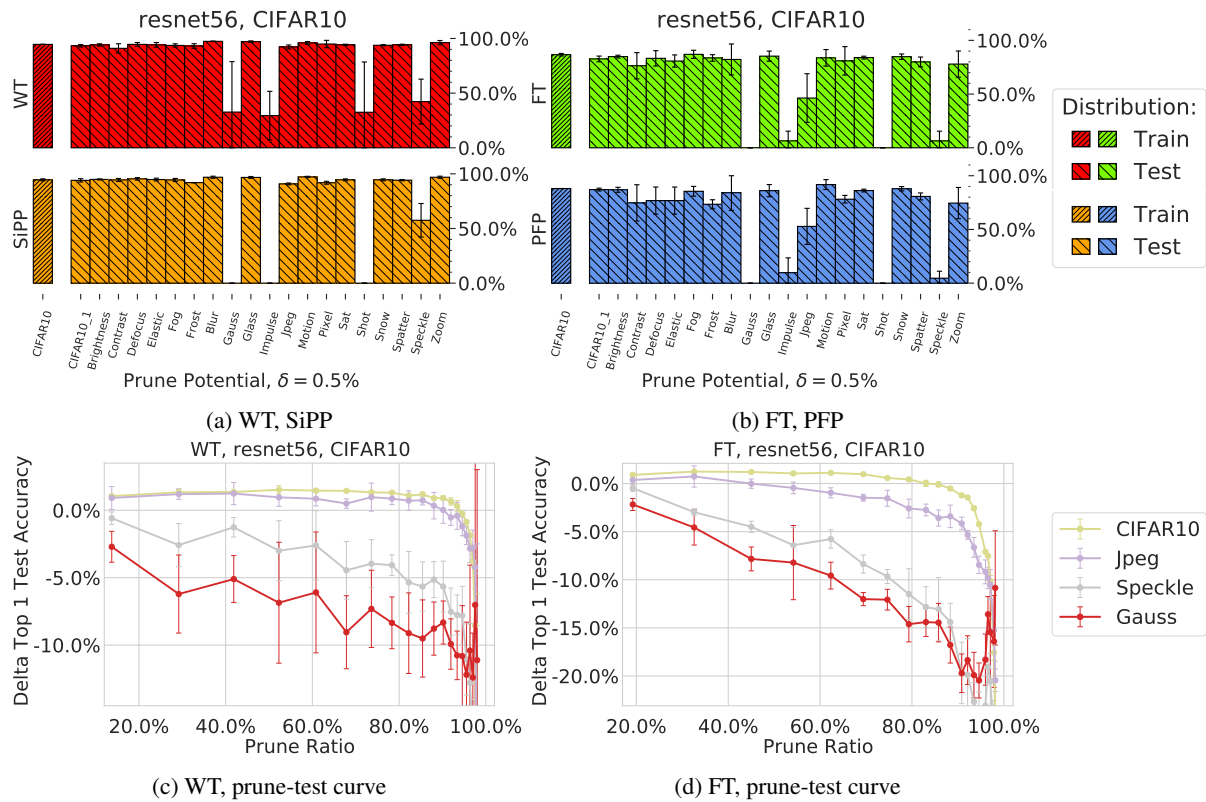 resnet56, CIFAR10
WT
100.0%
50.0%
0.0%
SiPP
100.0%
50.0%
0.0%
CIFAR10
CIFAR10_1
Brightness
Contrast
Defocus
Elastic
Fog
Frost
Blur
Gauss
Glass
Impulse
Jpeg
Motion
Pixel
Sat
Shot
Snow
Spatter
Speckle
Zoom
Prune Potential, δ = 0.5%
(a) WT, SiPP
resnet56, CIFAR10
FT
100.0%
50.0%
0.0%
PFP
100.0%
50.0%
0.0%
CIFAR10
CIFAR10_1
Brightness
Contrast
Defocus
Elastic
Fog
Frost
Blur
Gauss
Glass
Impulse
Jpeg
Motion
Pixel
Sat
Shot
Snow
Spatter
Speckle
Zoom
Prune Potential, δ = 0.5%
(b) FT, PFP
Distribution:
Train
Test
Train
Test
WT, resnet56, CIFAR10
Delta Top 1 Test Accuracy
0.0%
-5.0%
-10.0%
20.0% 40.0% 60.0% 80.0% 100.0%
Prune Ratio
(c) WT, prune-test curve
FT, resnet56, CIFAR10
Delta Top 1 Test Accuracy
0.0%
-5.0%
-10.0%
-15.0%
-20.0%
20.0% 40.0% 60.0% 80.0% 100.0%
Prune Ratio
(d) FT, prune-test curve
CIFAR10
Jpeg
Speckle
Gauss